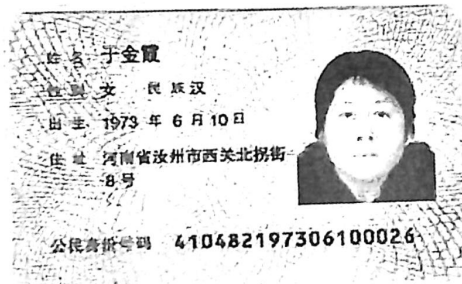 姓名 于金霞
性别 女 民族 汉
出生 1973 年 6 月 10 日
住址 河南省汝州市西关北拐街
8号
公民身份号码 410482197306100026